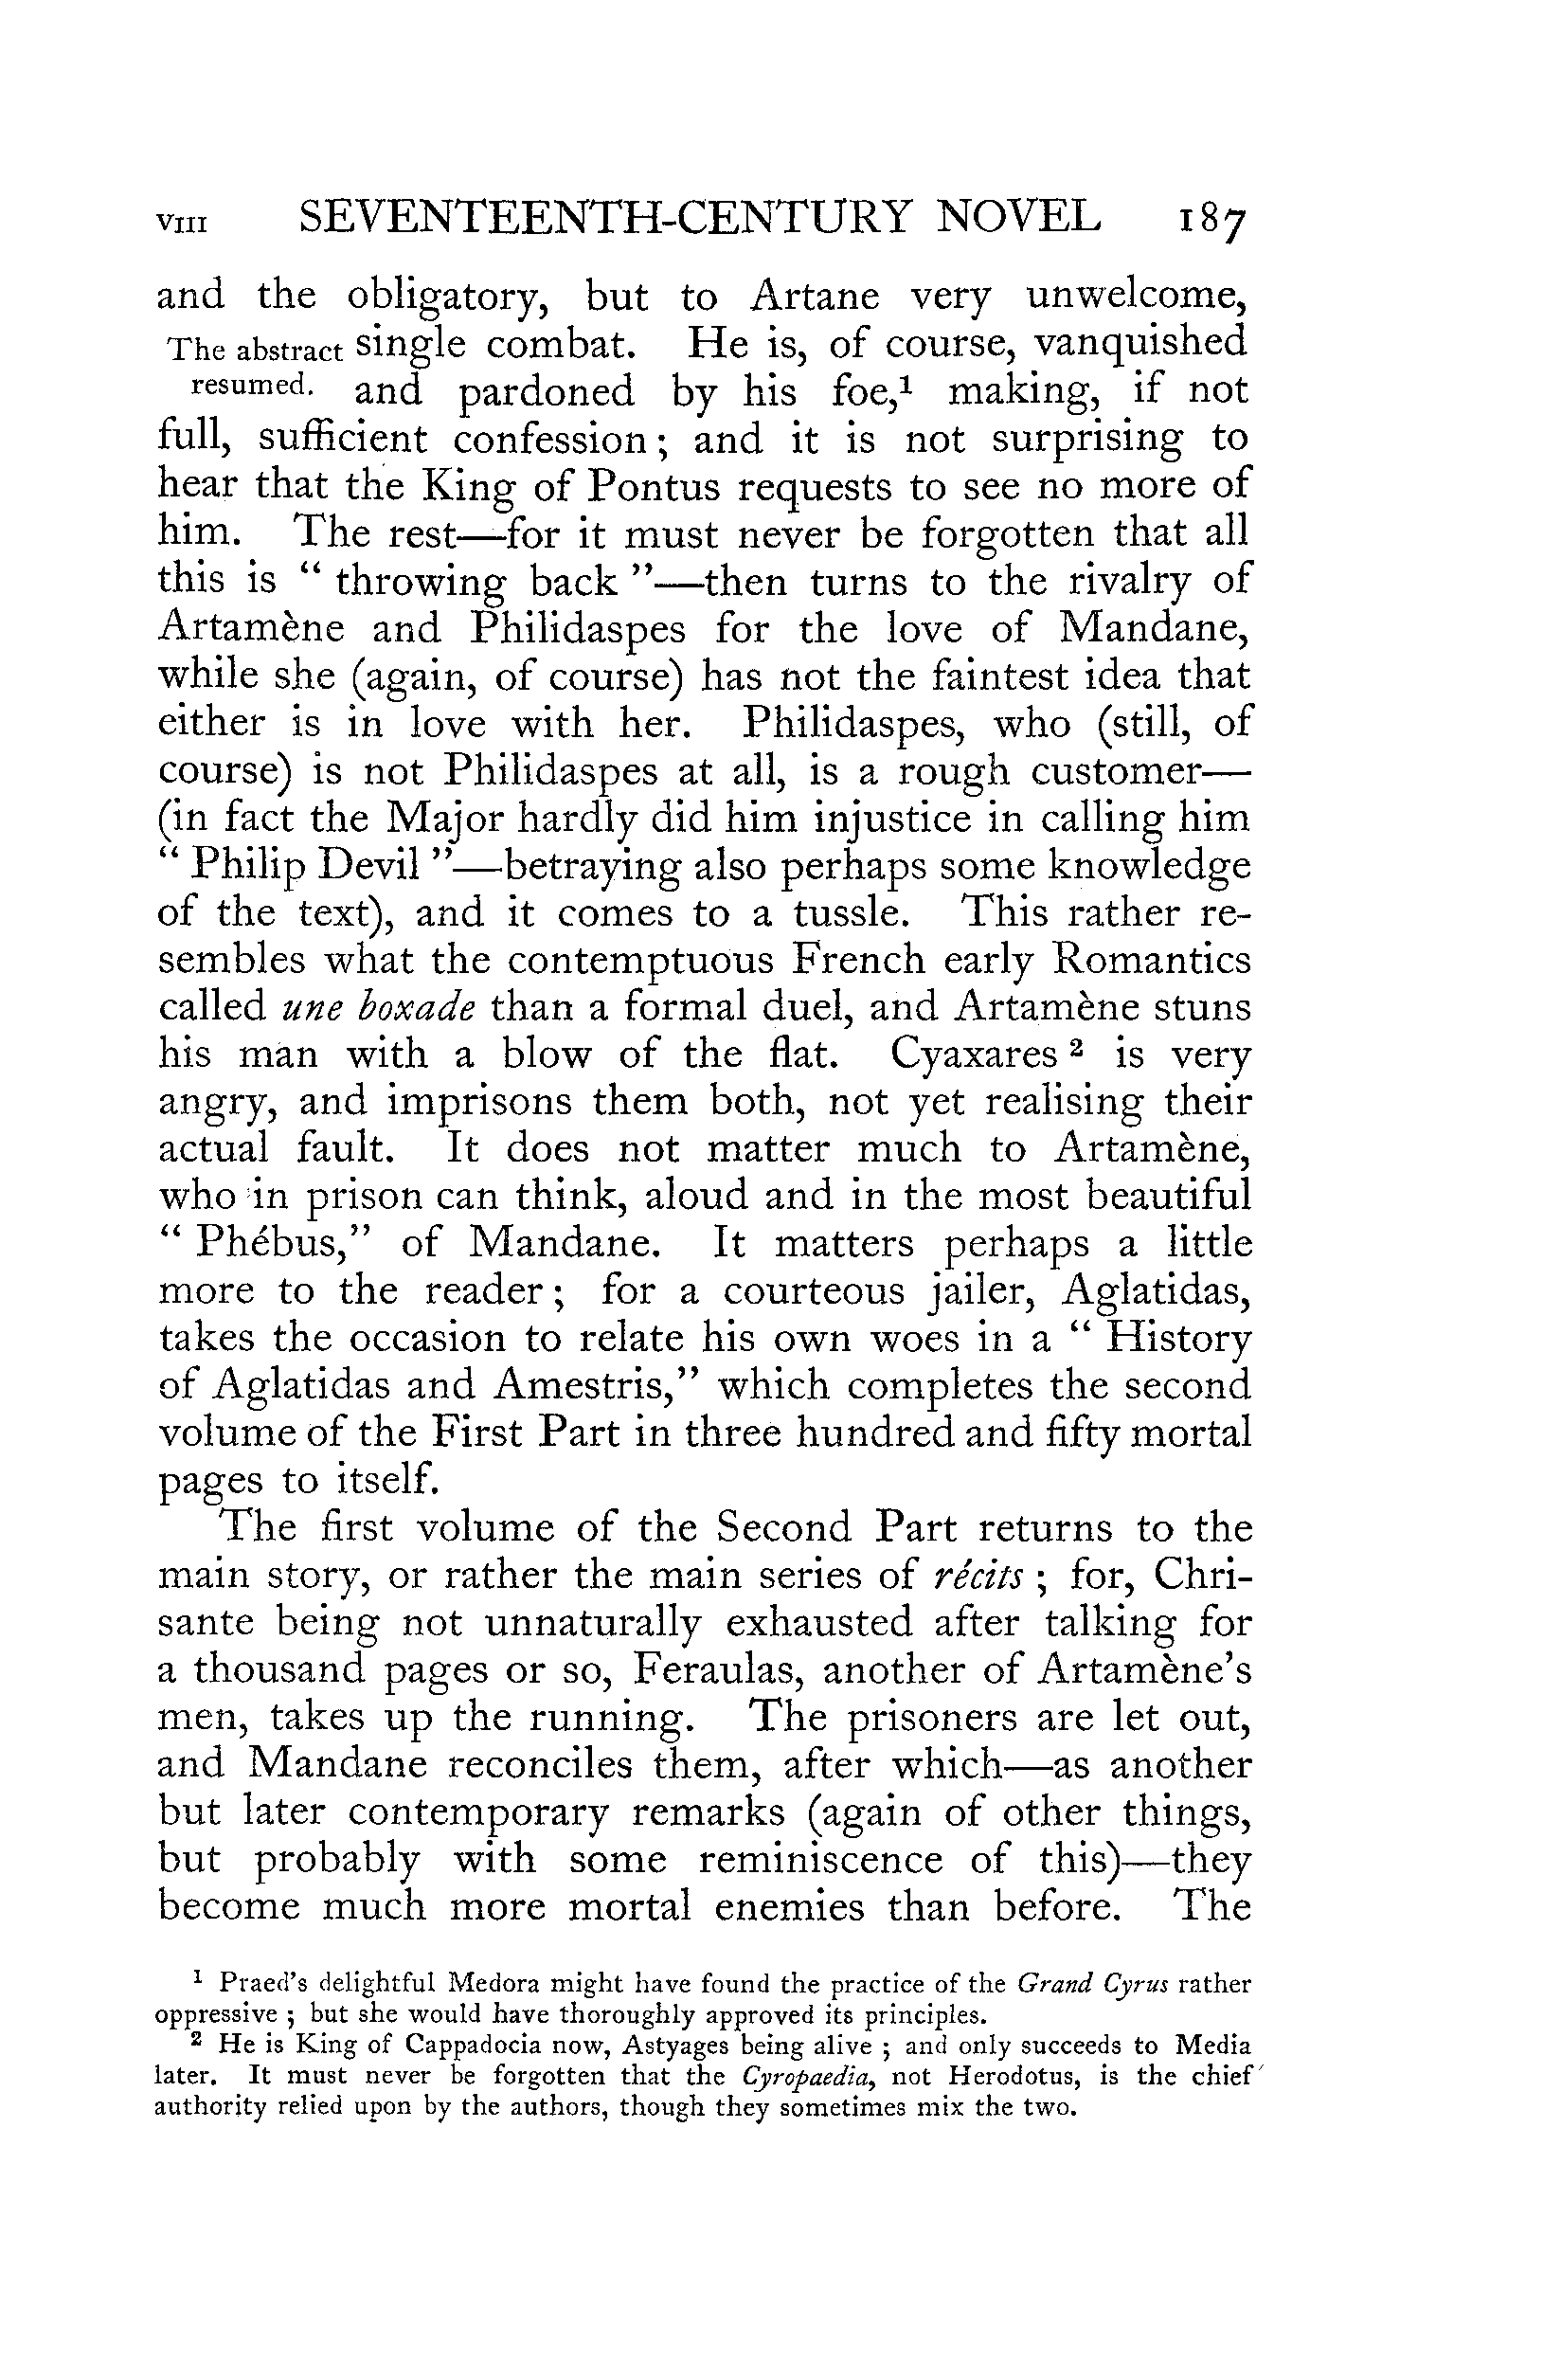 VIII SEVENTEENTH-CENTURY NOVEL 187
and the obligatory, but to Artane very unwelcome,
The abstract single combat. He is, of course, vanquished
resumed. and pardoned by his foe,¹ making, if not
full, sufficient confession; and it is not surprising to
hear that the King of Pontus requests to see no more of
him. The rest—for it must never be forgotten that all
this is “ throwing back ”—then turns to the rivalry of
Artamène and Philidaspes for the love of Mandane,
while she (again, of course) has not the faintest idea that
either is in love with her. Philidaspes, who (still, of
course) is not Philidaspes at all, is a rough customer—
(in fact the Major hardly did him injustice in calling him
“ Philip Devil ”—betraying also perhaps some knowledge
of the text), and it comes to a tussle. This rather re-
sembles what the contemptuous French early Romantics
called une boxade than a formal duel, and Artamène stuns
his man with a blow of the flat. Cyaxares ² is very
angry, and imprisons them both, not yet realising their
actual fault. It does not matter much to Artamène,
who in prison can think, aloud and in the most beautiful
“ Phébus,” of Mandane. It matters perhaps a little
more to the reader; for a courteous jailer, Aglatidas,
takes the occasion to relate his own woes in a “ History
of Aglatidas and Amestris,” which completes the second
volume of the First Part in three hundred and fifty mortal
pages to itself.
The first volume of the Second Part returns to the
main story, or rather the main series of récits ; for, Chri-
sante being not unnaturally exhausted after talking for
a thousand pages or so, Feraulas, another of Artamène’s
men, takes up the running. The prisoners are let out,
and Mandane reconciles them, after which—as another
but later contemporary remarks (again of other things,
but probably with some reminiscence of this)—they
become much more mortal enemies than before. The
¹ Praed’s delightful Medora might have found the practice of the Grand Cyrus rather
oppressive ; but she would have thoroughly approved its principles.
² He is King of Cappadocia now, Astyages being alive ; and only succeeds to Media
later. It must never be forgotten that the Cyropaedia, not Herodotus, is the chief
authority relied upon by the authors, though they sometimes mix the two.